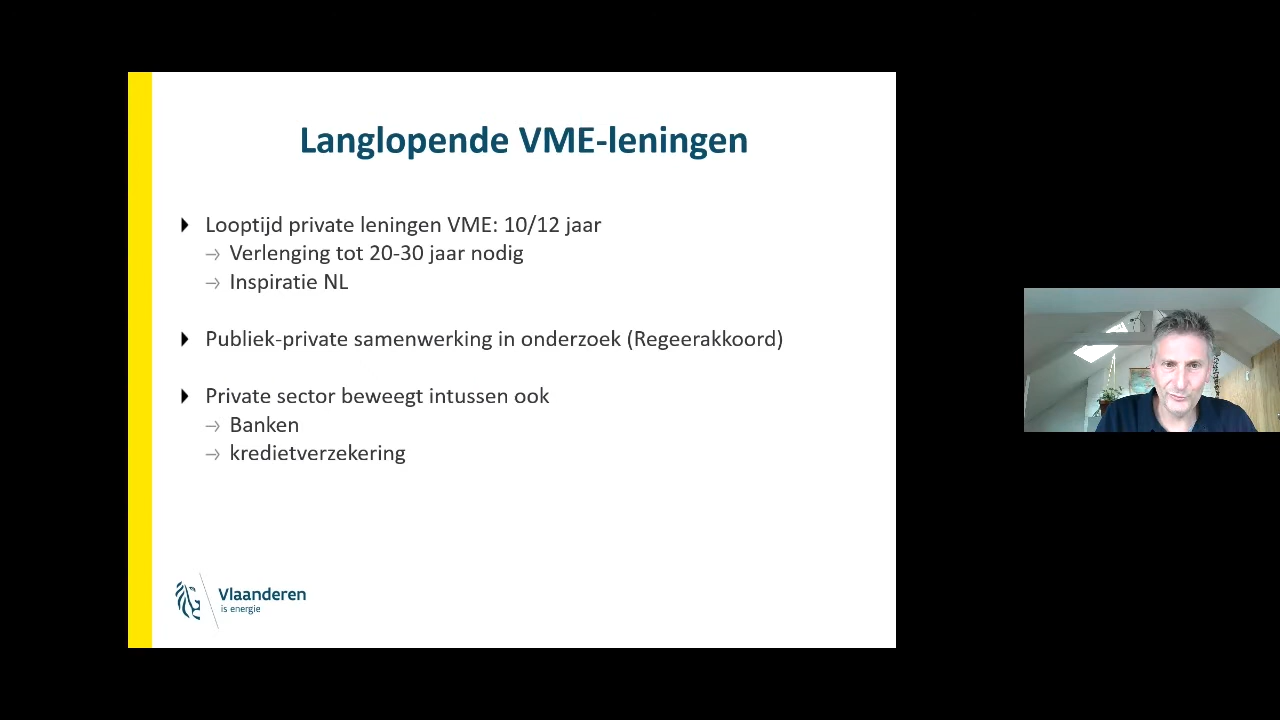 Langlopende VME-leningen
Looptijd private leningen VME: 10/12 jaar
→ Verlenging tot 20-30 jaar nodig
→ Inspiratie NL
Publiek-private samenwerking in onderzoek (Regeerakkoord)
Private sector beweegt intussen ook
→ Banken
→ kredietverzekering
Vlaanderen
is energie